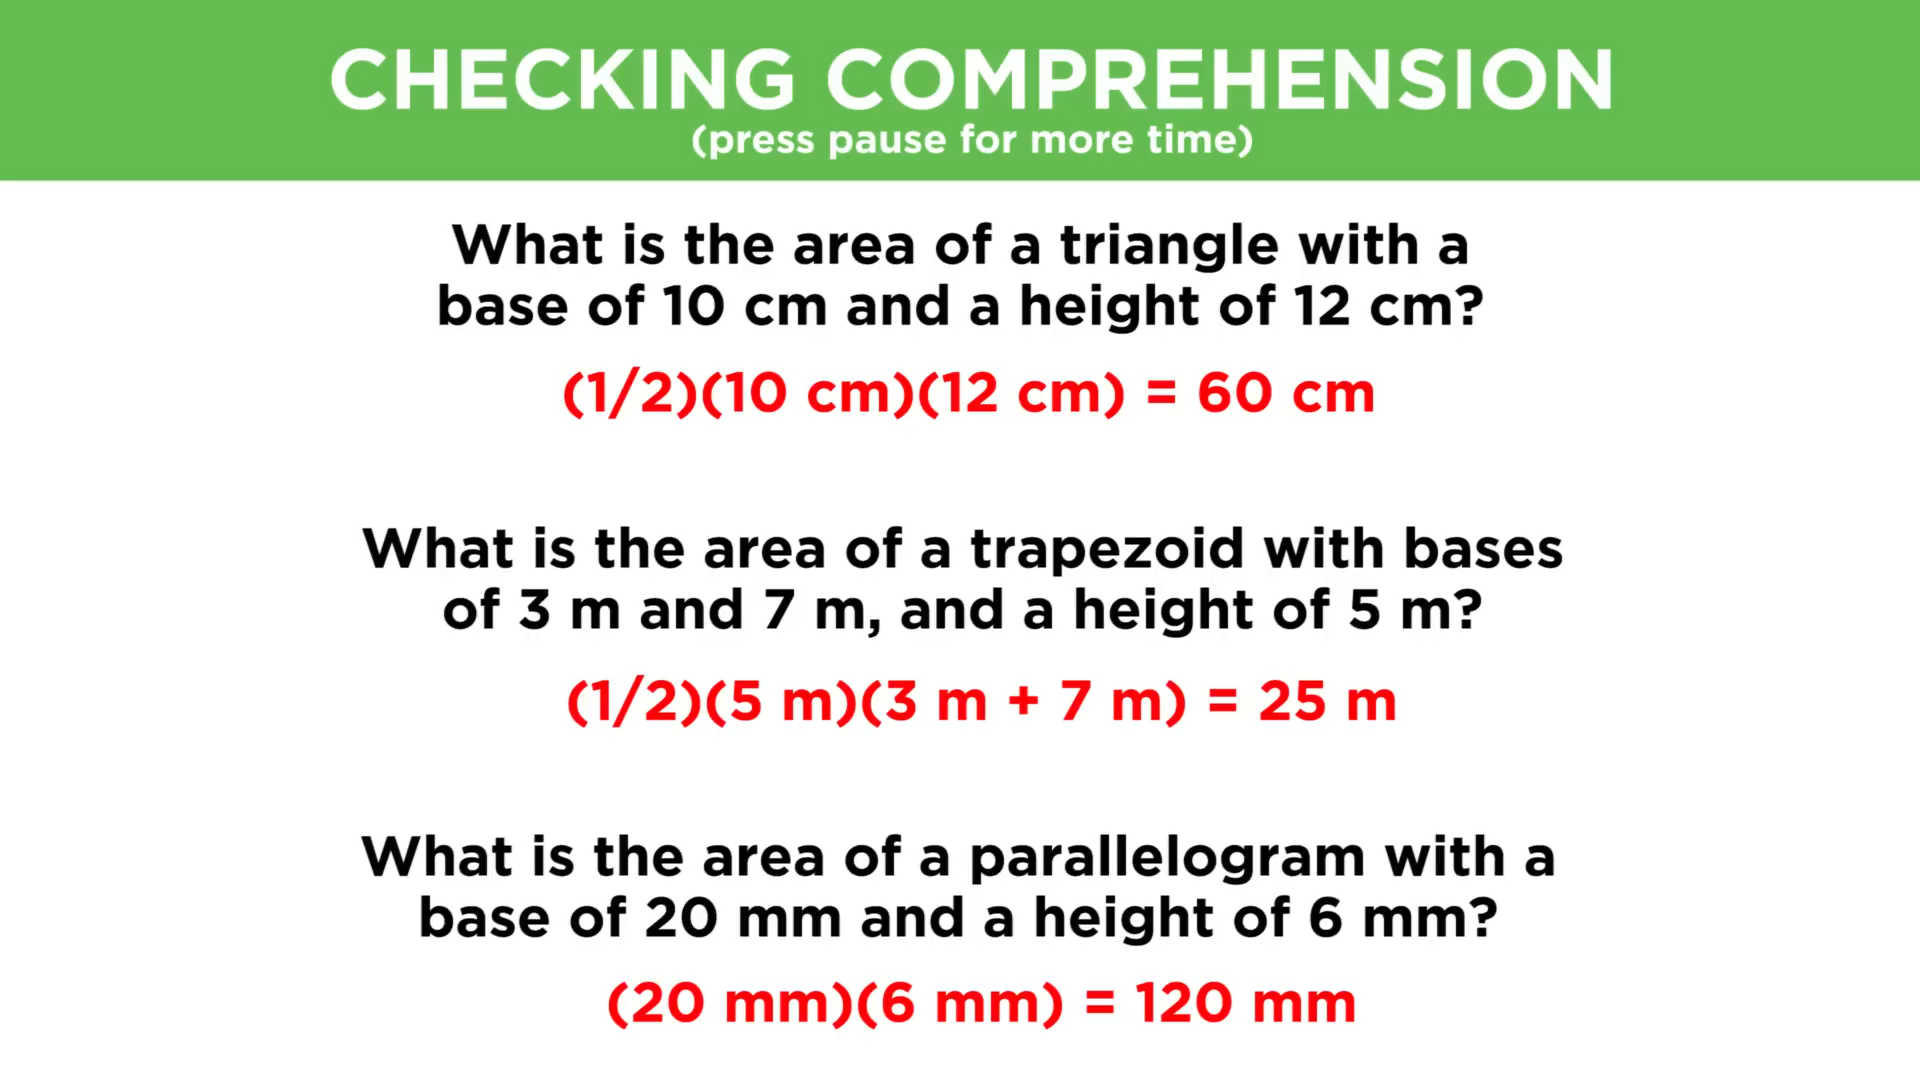 CHECKING COMPREHENSION
(press pause for more time)
What is the area of a triangle with a
base of 10 cm and a height of 12 cm?
(1/2)(10 cm)(12 cm) = 60 cm
What is the area of a trapezoid with bases
of 3 m and 7 m, and a height of 5 m?
(1/2)(5 m)(3 m + 7 m) = 25 m
What is the area of a parallelogram with a
base of 20 mm and a height of 6 mm?
(20 mm)(6 mm) = 120 mm